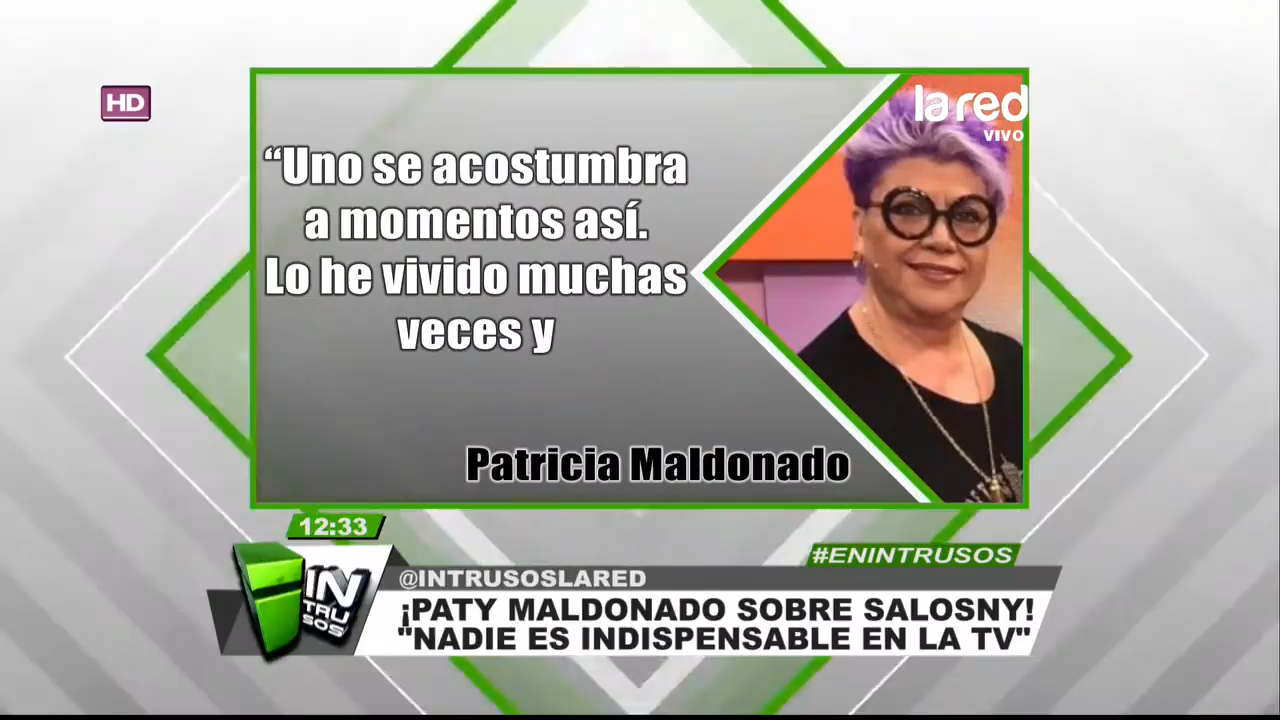 HD
la red
VIVO
“Uno se acostumbra
a momentos así.
Lo he vivido muchas
veces y
Patricia Maldonado
12:33
#ENINTRUSOS
IN
TRU
SOS
@INTRUSOSLARED
¡PATY MALDONADO SOBRE SALOSNY!
"NADIE ES INDISPENSABLE EN LA TV"